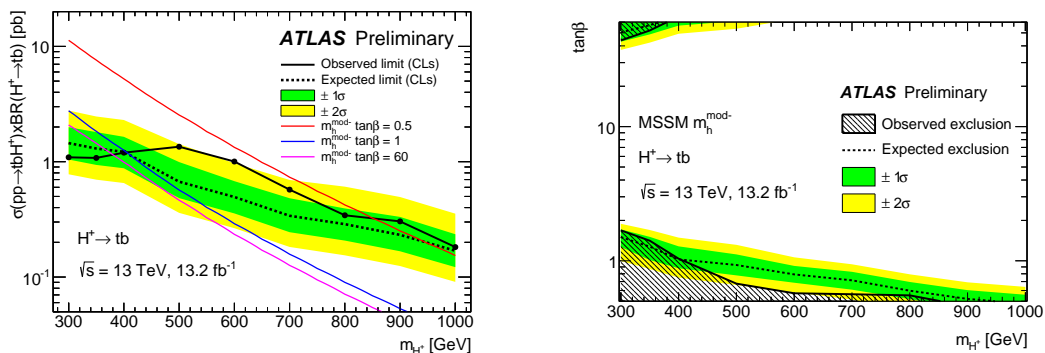 σ(pp→tbH⁺)xBR(H⁺→tb) [pb]
10
1
10⁻¹
ATLAS Preliminary
Observed limit (CLs)
Expected limit (CLs)
± 1σ
± 2σ
m_h^mod- tanβ = 0.5
m_h^mod- tanβ = 1
m_h^mod- tanβ = 60
H⁺→ tb
√s = 13 TeV, 13.2 fb⁻¹
300 400 500 600 700 800 900 1000
m_H⁺ [GeV]
tanβ
10
1
ATLAS Preliminary
MSSM m_h^mod-
H⁺→ tb
√s = 13 TeV, 13.2 fb⁻¹
Observed exclusion
Expected exclusion
± 1σ
± 2σ
300 400 500 600 700 800 900 1000
m_H⁺ [GeV]